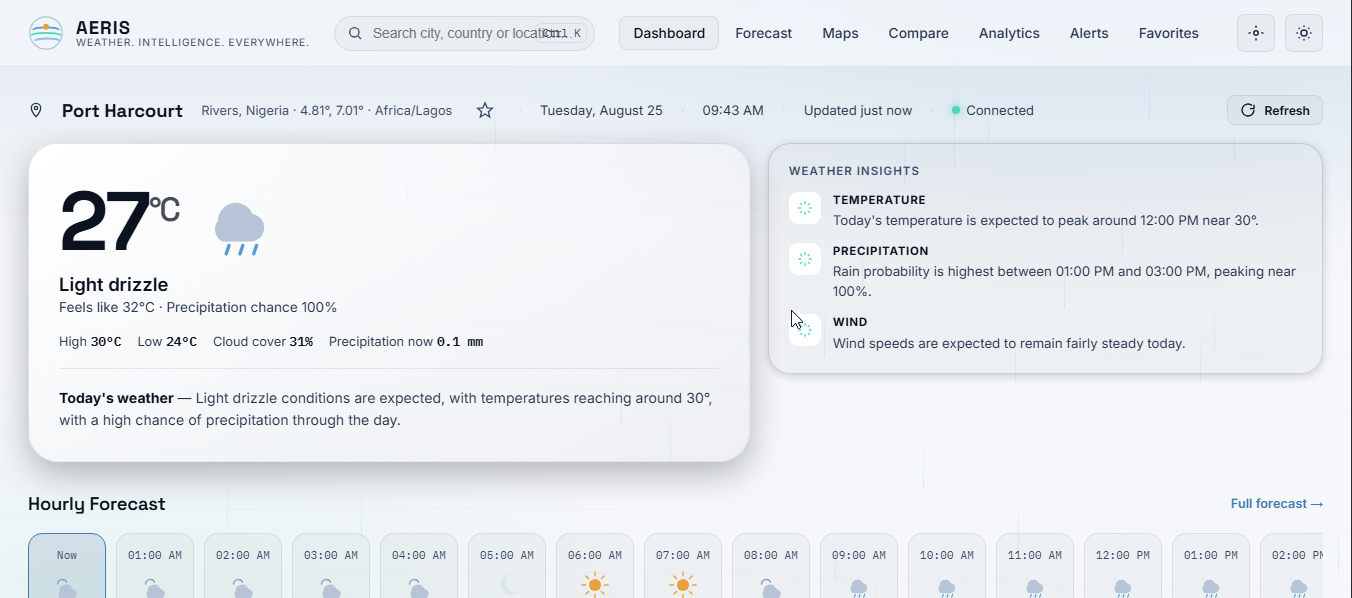 AERIS
WEATHER. INTELLIGENCE. EVERYWHERE.
Search city, country or location... Ctrl K
Dashboard Forecast Maps Compare Analytics Alerts Favorites
Port Harcourt Rivers, Nigeria · 4.81°, 7.01° · Africa/Lagos · Tuesday, August 25 · 09:43 AM · Updated just now · Connected Refresh
27°C
Light drizzle
Feels like 32°C · Precipitation chance 100%
High 30°C Low 24°C Cloud cover 31% Precipitation now 0.1 mm
Today's weather — Light drizzle conditions are expected, with temperatures reaching around 30°,
with a high chance of precipitation through the day.
WEATHER INSIGHTS
TEMPERATURE
Today's temperature is expected to peak around 12:00 PM near 30°.
PRECIPITATION
Rain probability is highest between 01:00 PM and 03:00 PM, peaking near
100%.
WIND
Wind speeds are expected to remain fairly steady today.
Hourly Forecast Full forecast →
Now 01:00 AM 02:00 AM 03:00 AM 04:00 AM 05:00 AM 06:00 AM 07:00 AM 08:00 AM 09:00 AM 10:00 AM 11:00 AM 12:00 PM 01:00 PM 02:00 PM